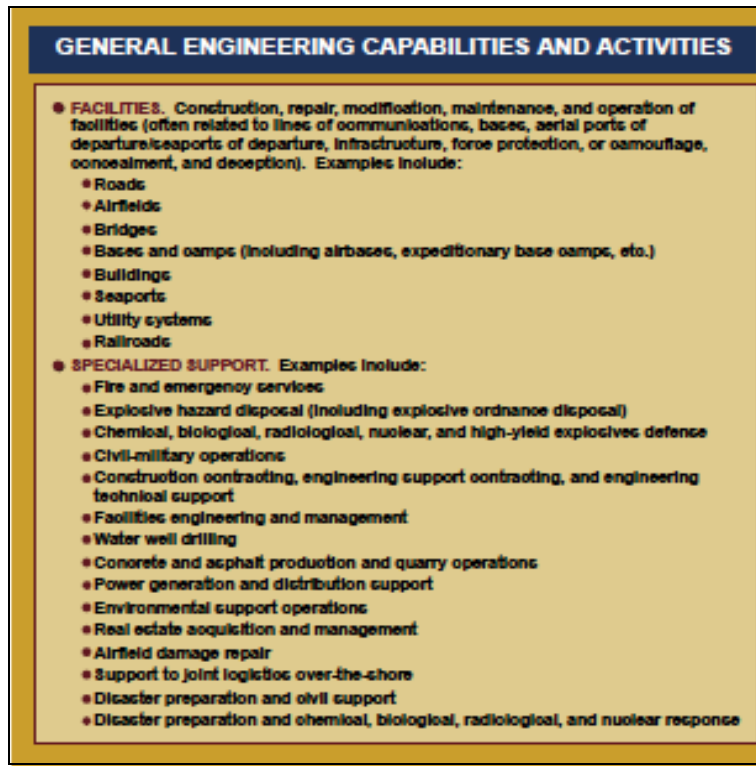 GENERAL ENGINEERING CAPABILITIES AND ACTIVITIES
● FACILITIES. Construction, repair, modification, maintenance, and operation of
facilities (often related to lines of communications, bases, aerial ports of
departure/seaports of departure, infrastructure, force protection, or camouflage,
concealment, and deception). Examples include:
● Roads
● Airfields
● Bridges
● Bases and camps (including airbases, expeditionary base camps, etc.)
● Buildings
● Seaports
● Utility systems
● Railroads
● SPECIALIZED SUPPORT. Examples include:
● Fire and emergency services
● Explosive hazard disposal (including explosive ordnance disposal)
● Chemical, biological, radiological, nuclear, and high-yield explosives defense
● Civil-military operations
● Construction contracting, engineering support contracting, and engineering
technical support
● Facilities engineering and management
● Water well drilling
● Concrete and asphalt production and quarry operations
● Power generation and distribution support
● Environmental support operations
● Real estate acquisition and management
● Airfield damage repair
● Support to joint logistics over-the-shore
● Disaster preparation and civil support
● Disaster preparation and chemical, biological, radiological, and nuclear response